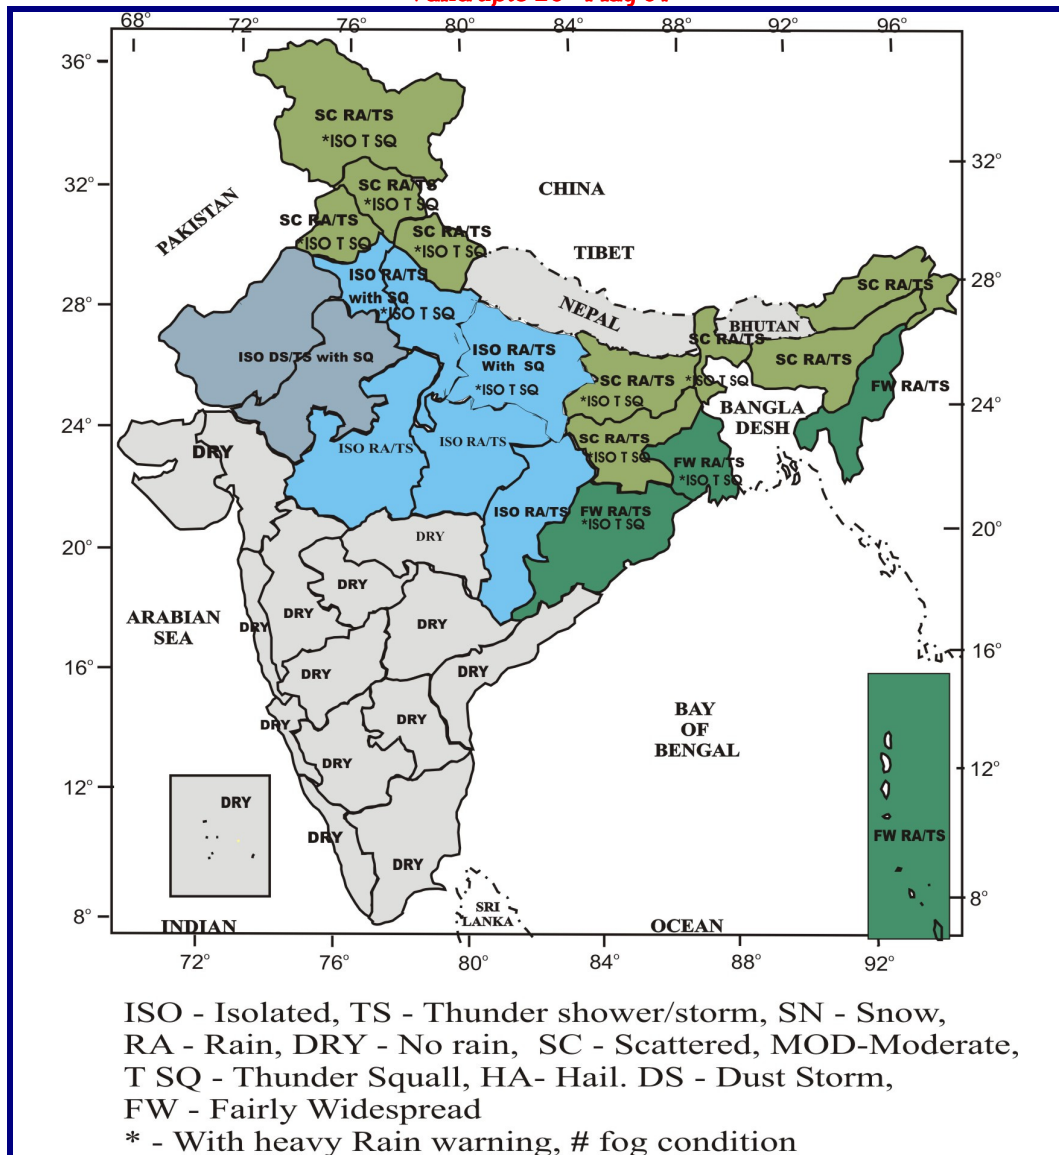 68° 72° 76° 80° 84° 88° 92° 96°
36°
SC RA/TS
*ISO T SQ
32°
32°
SC RA/TS
*ISO T SQ
CHINA
PAKISTAN
SC RA/TS
*ISO T SQ
SC RA/TS
*ISO T SQ
TIBET
28°
ISO RA/TS
with SQ
*ISO T SQ
SC RA/TS
28°
NEPAL
BHUTAN
SC RA/TS
ISO DS/TS with SQ
ISO RA/TS
With SQ
*ISO T SQ
SC RA/TS
*ISO T SQ
*ISO T SQ
SC RA/TS
FW RA/TS
24°
BANGLA
DESH
24°
DRY
ISO RA/TS
ISO RA/TS
SC RA/TS
*ISO T SQ
FW RA/TS
*ISO T SQ
ISO RA/TS
FW RA/TS
*ISO T SQ
20°
DRY
20°
DRY
ARABIAN
SEA
DRY
DRY
DRY
16°
DRY
DRY
16°
DRY
DRY
BAY
OF
BENGAL
DRY
12°
12°
DRY
DRY
DRY
FW RA/TS
8°
SRI
LANKA
8°
INDIAN
OCEAN
72° 76° 80° 84° 88° 92°
ISO - Isolated, TS - Thunder shower/storm, SN - Snow,
RA - Rain, DRY - No rain, SC - Scattered, MOD-Moderate,
T SQ - Thunder Squall, HA- Hail. DS - Dust Storm,
FW - Fairly Widespread
* - With heavy Rain warning, # fog condition